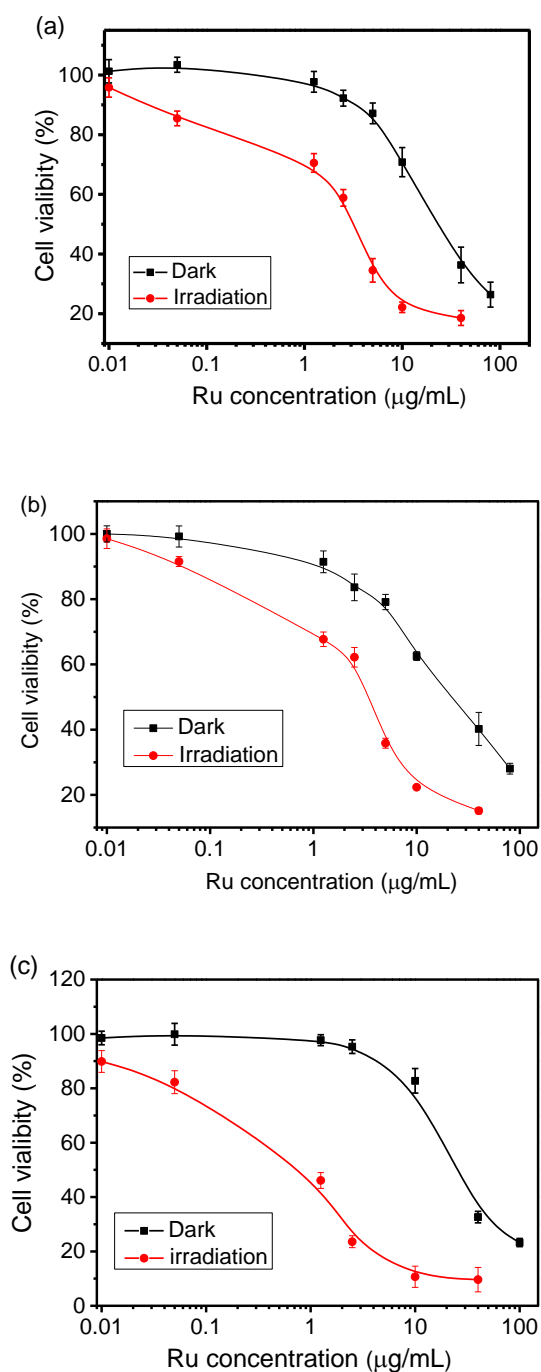 (a)
100
80
60
40
20
Cell vialibity (%)
Dark
Irradiation
0.01 0.1 1 10 100
Ru concentration (μg/mL)
(b)
100
80
60
40
20
Cell vialibity (%)
Dark
Irradiation
0.01 0.1 1 10 100
Ru concentration (μg/mL)
(c)
120
100
80
60
40
20
0
Cell vialibity (%)
Dark
irradiation
0.01 0.1 1 10 100
Ru concentration (μg/mL)